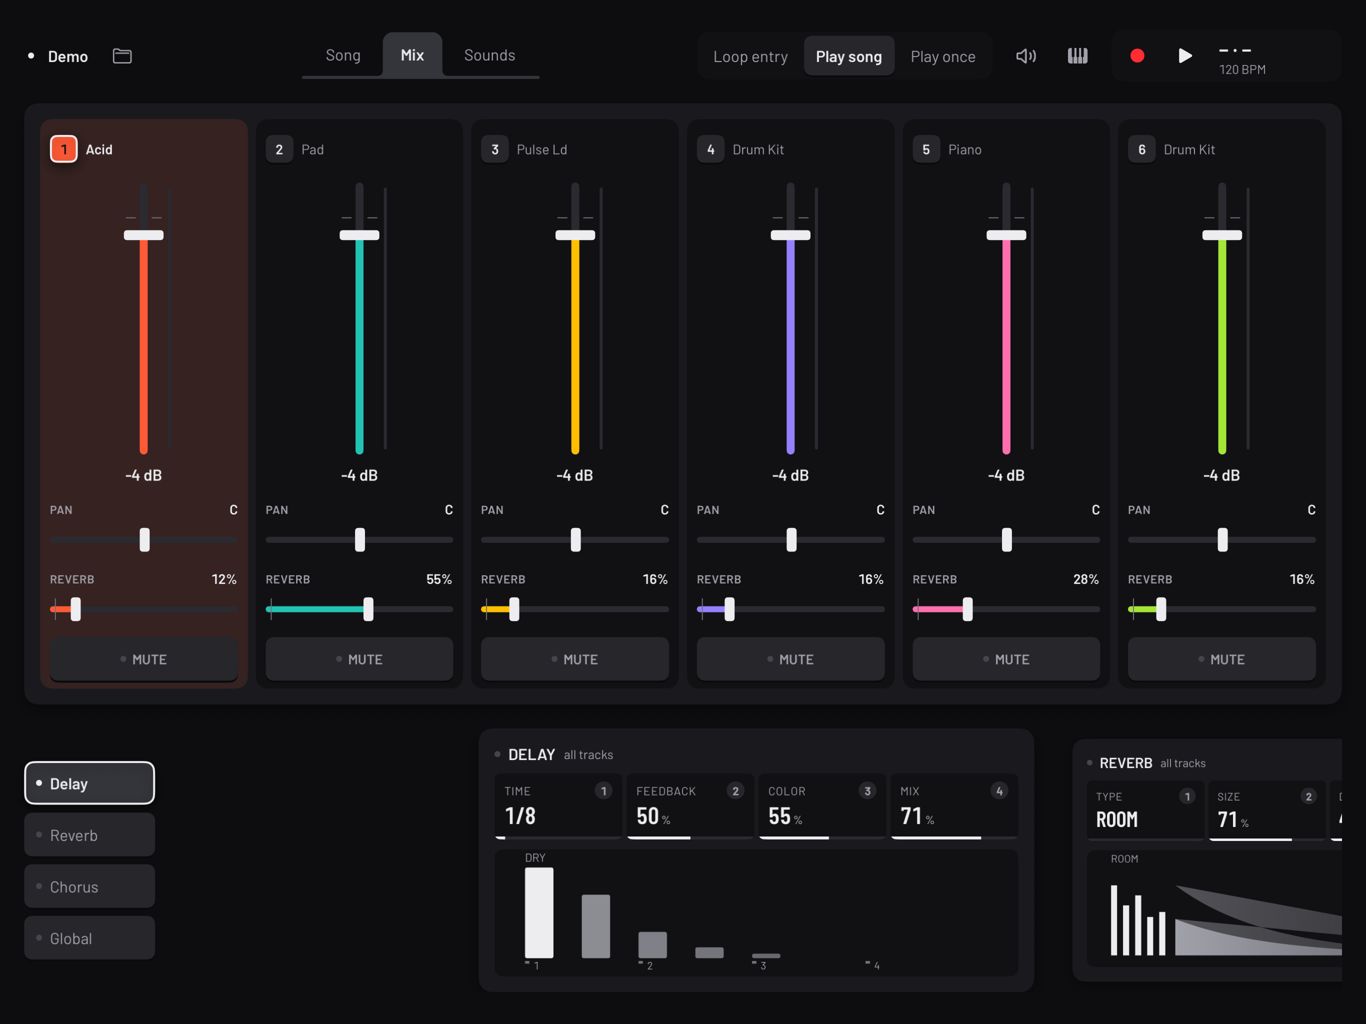 Demo
Song Mix Sounds
Loop entry Play song Play once
120 BPM
1 Acid
2 Pad
3 Pulse Ld
4 Drum Kit
5 Piano
6 Drum Kit
-4 dB -4 dB -4 dB -4 dB -4 dB -4 dB
PAN C PAN C PAN C PAN C PAN C PAN C
REVERB 12% REVERB 55% REVERB 16% REVERB 16% REVERB 28% REVERB 16%
MUTE MUTE MUTE MUTE MUTE MUTE
Delay
Reverb
Chorus
Global
DELAY all tracks
TIME 1 FEEDBACK 2 COLOR 3 MIX 4
1/8 50 % 55 % 71 %
DRY
1 2 3 4
REVERB all tracks
TYPE 1 SIZE 2
ROOM 71 %
ROOM